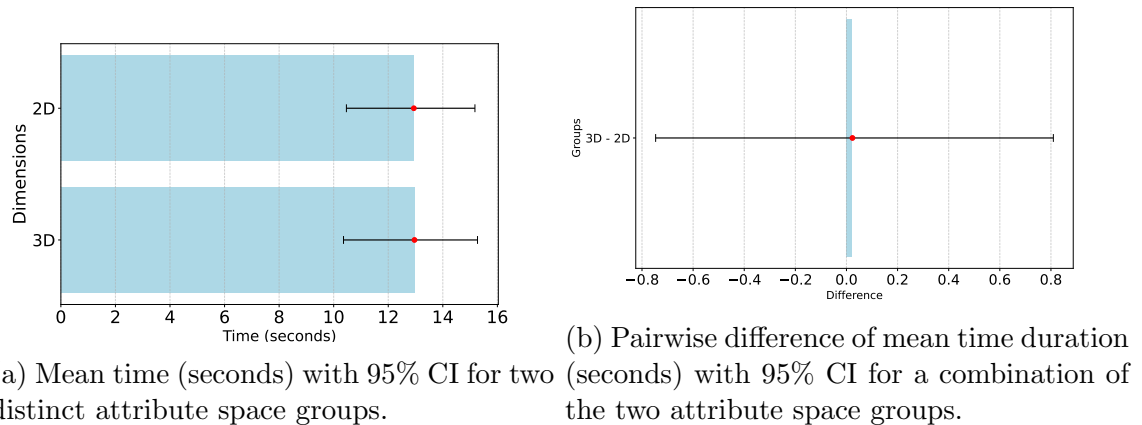 2D
Dimensions
3D
0 2 4 6 8 10 12 14 16
Time (seconds)
a) Mean time (seconds) with 95% CI for two
distinct attribute space groups.
Groups
3D - 2D
−0.8 −0.6 −0.4 −0.2 0.0 0.2 0.4 0.6 0.8
Difference
(b) Pairwise difference of mean time duration
(seconds) with 95% CI for a combination of
the two attribute space groups.